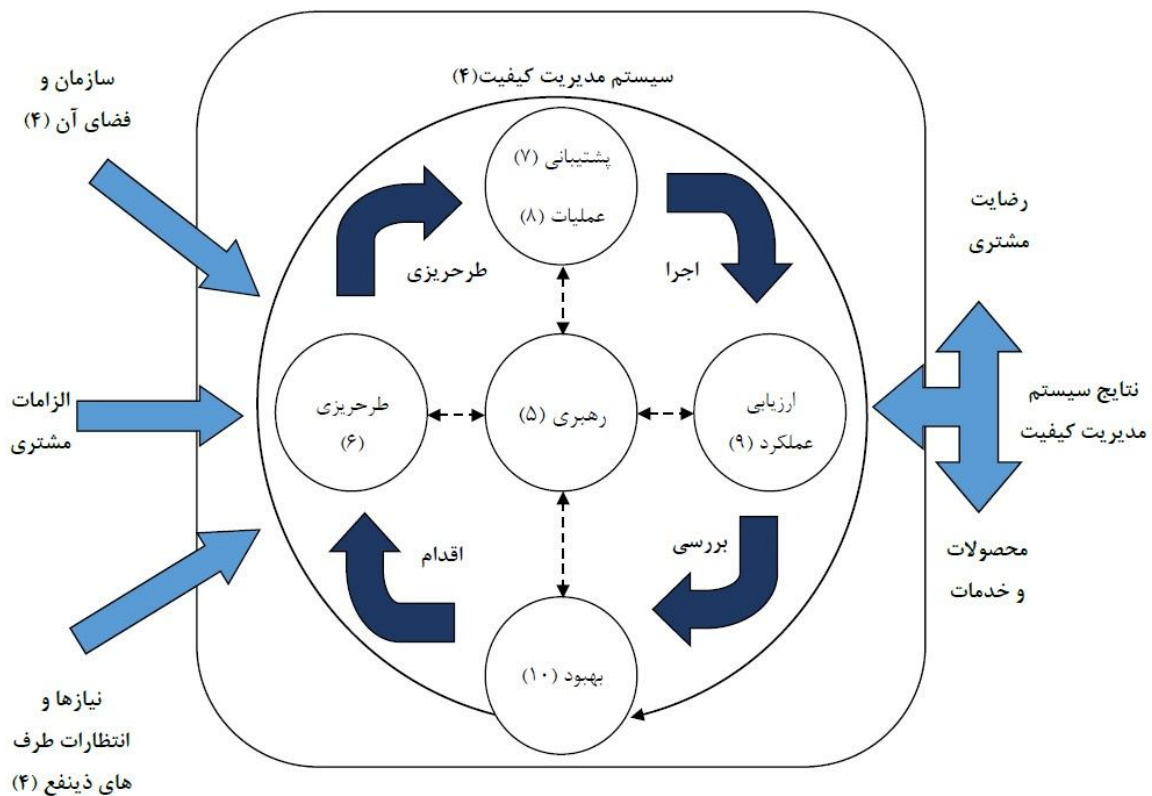 سازمان و
فضای آن (۴)
سیستم مدیریت کیفیت(۴)
پشتیبانی (۷)
عملیات (۸)
طرحریزی
اجرا
رضایت
مشتری
الزامات
مشتری
طرحریزی
(۶)
رهبری (۵)
ارزیابی
عملکرد (۹)
نتایج سیستم
مدیریت کیفیت
اقدام
بررسی
محصولات
و خدمات
بهبود (۱۰)
نیازها و
انتظارات طرف
های ذینفع (۴)